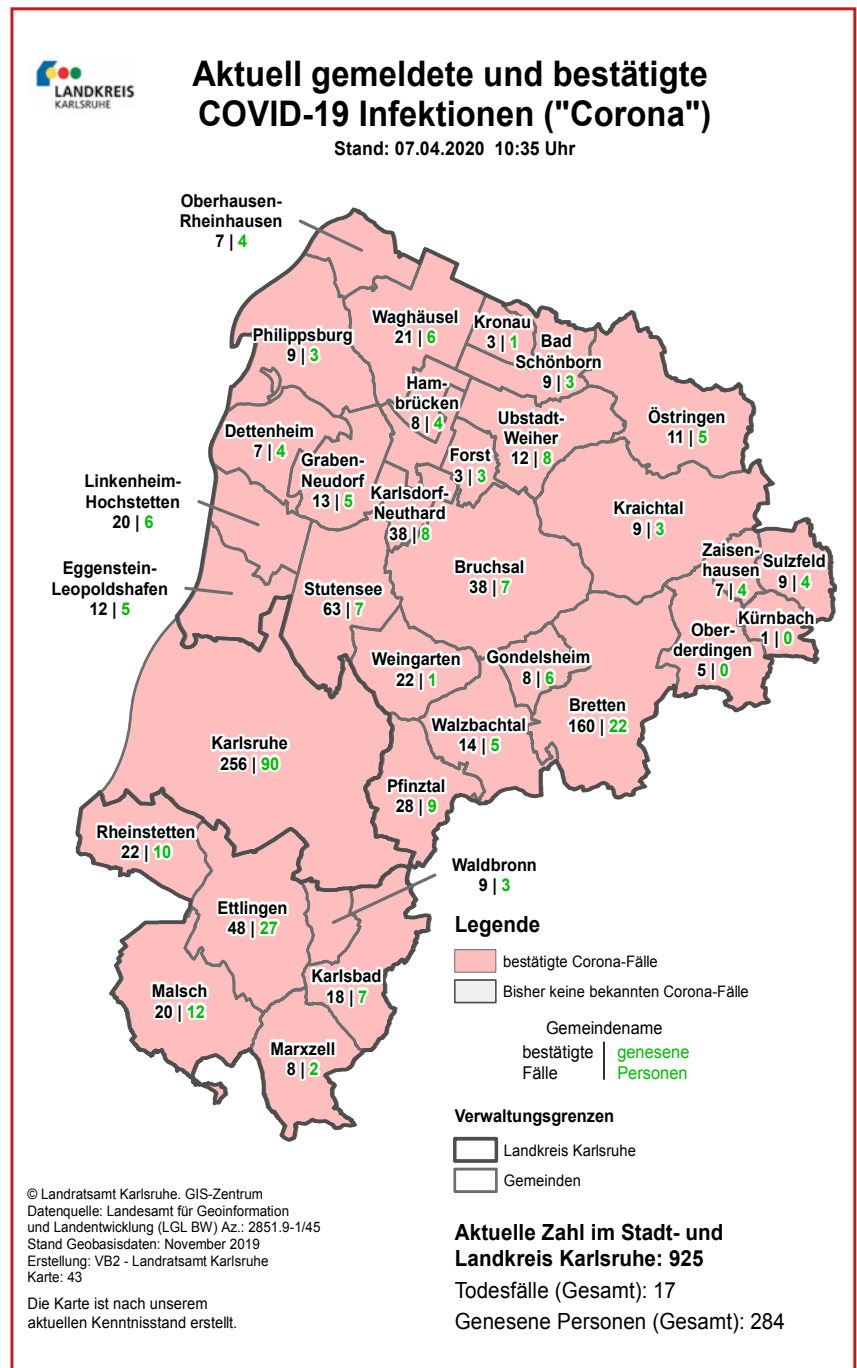 LANDKREIS
KARLSRUHE
Aktuell gemeldete und bestätigte
COVID-19 Infektionen ("Corona")
Stand: 07.04.2020 10:35 Uhr
Oberhausen-
Rheinhausen
7 | 4
Waghäusel
21 | 6
Kronau
3 | 1
Bad
Schönborn
9 | 3
Philippsburg
9 | 3
Ham-
brücken
8 | 4
Östringen
11 | 5
Ubstadt-
Weiher
12 | 8
Dettenheim
7 | 4
Graben-
Neudorf
13 | 5
Forst
3 | 3
Linkenheim-
Hochstetten
20 | 6
Karlsdorf-
Neuthard
38 | 8
Kraichtal
9 | 3
Zaisen-
hausen
7 | 4
Sulzfeld
9 | 4
Eggenstein-
Leopoldshafen
12 | 5
Stutensee
63 | 7
Bruchsal
38 | 7
Kürnbach
1 | 0
Ober-
derdingen
5 | 0
Weingarten
22 | 1
Gondelsheim
8 | 6
Bretten
160 | 22
Walzbachtal
14 | 5
Karlsruhe
256 | 90
Pfinztal
28 | 9
Rheinstetten
22 | 10
Waldbronn
9 | 3
Ettlingen
48 | 27
Karlsbad
18 | 7
Malsch
20 | 12
Marxzell
8 | 2
Legende
bestätigte Corona-Fälle
Bisher keine bekannten Corona-Fälle
Gemeindename
bestätigte | genesene
Fälle | Personen
Verwaltungsgrenzen
Landkreis Karlsruhe
Gemeinden
© Landratsamt Karlsruhe. GIS-Zentrum
Datenquelle: Landesamt für Geoinformation
und Landentwicklung (LGL BW) Az.: 2851.9-1/45
Stand Geobasisdaten: November 2019
Erstellung: VB2 - Landratsamt Karlsruhe
Karte: 43
Die Karte ist nach unserem
aktuellen Kenntnisstand erstellt.
Aktuelle Zahl im Stadt- und
Landkreis Karlsruhe: 925
Todesfälle (Gesamt): 17
Genesene Personen (Gesamt): 284